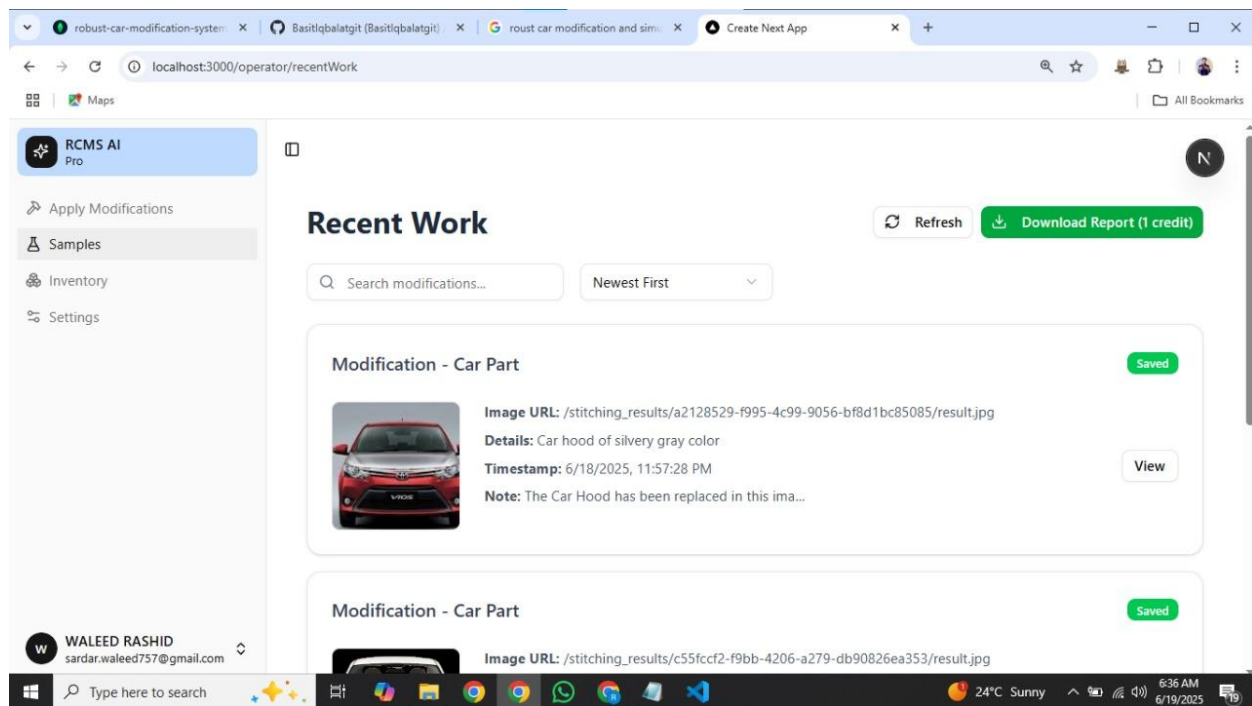 robust-car-modification-system
BasitIqbalatgit (BasitIqbalatgit)
roust car modification and simu
Create Next App
localhost:3000/operator/recentWork
Maps
All Bookmarks
RCMS AI
Pro
N
Apply Modifications
Samples
Inventory
Settings
Recent Work
Refresh
Download Report (1 credit)
Search modifications...
Newest First
Modification - Car Part
Saved
Image URL: /stitching_results/a2128529-f995-4c99-9056-bf8d1bc85085/result.jpg
Details: Car hood of silvery gray color
Timestamp: 6/18/2025, 11:57:28 PM
View
Note: The Car Hood has been replaced in this ima...
VIOS
Modification - Car Part
Saved
Image URL: /stitching_results/c55fccf2-f9bb-4206-a279-db90826ea353/result.jpg
W
WALEED RASHID
sardar.waleed757@gmail.com
Type here to search
24°C Sunny
6:36 AM
6/19/2025
19